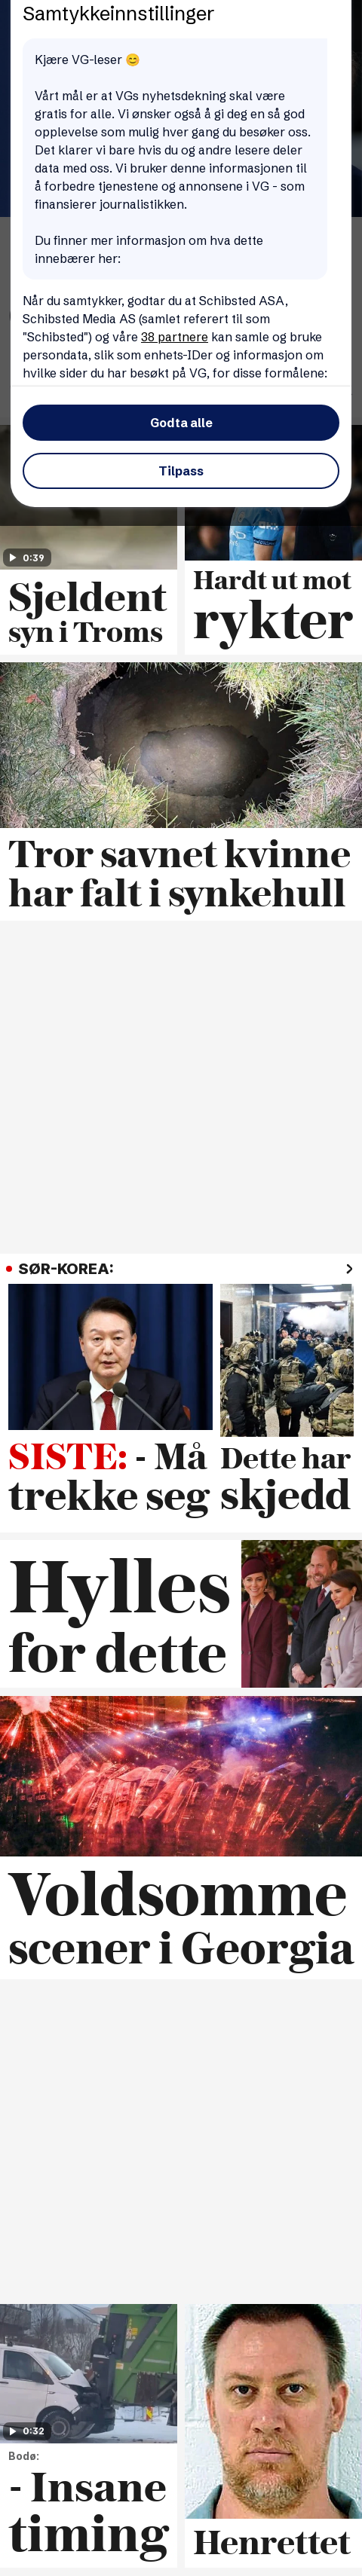 Samtykkeinnstillinger
Kjære VG-leser 😊
Vårt mål er at VGs nyhetsdekning skal være
gratis for alle. Vi ønsker også å gi deg en så god
opplevelse som mulig hver gang du besøker oss.
Det klarer vi bare hvis du og andre lesere deler
data med oss. Vi bruker denne informasjonen til
å forbedre tjenestene og annonsene i VG - som
finansierer journalistikken.
Du finner mer informasjon om hva dette
innebærer her:
Når du samtykker, godtar du at Schibsted ASA,
Schibsted Media AS (samlet referert til som
"Schibsted") og våre 38 partnere kan samle og bruke
persondata, slik som enhets-IDer og informasjon om
hvilke sider du har besøkt på VG, for disse formålene:
Godta alle
Tilpass
0:39
Sjeldent
syn i Troms
Hardt ut mot
rykter
Tror savnet kvinne
har falt i synkehull
SØR-KOREA:
SISTE: - Må
trekke seg
Dette har
skjedd
Hylles
for dette
Voldsomme
scener i Georgia
0:32
Bodø:
- Insane
timing
Henrettet